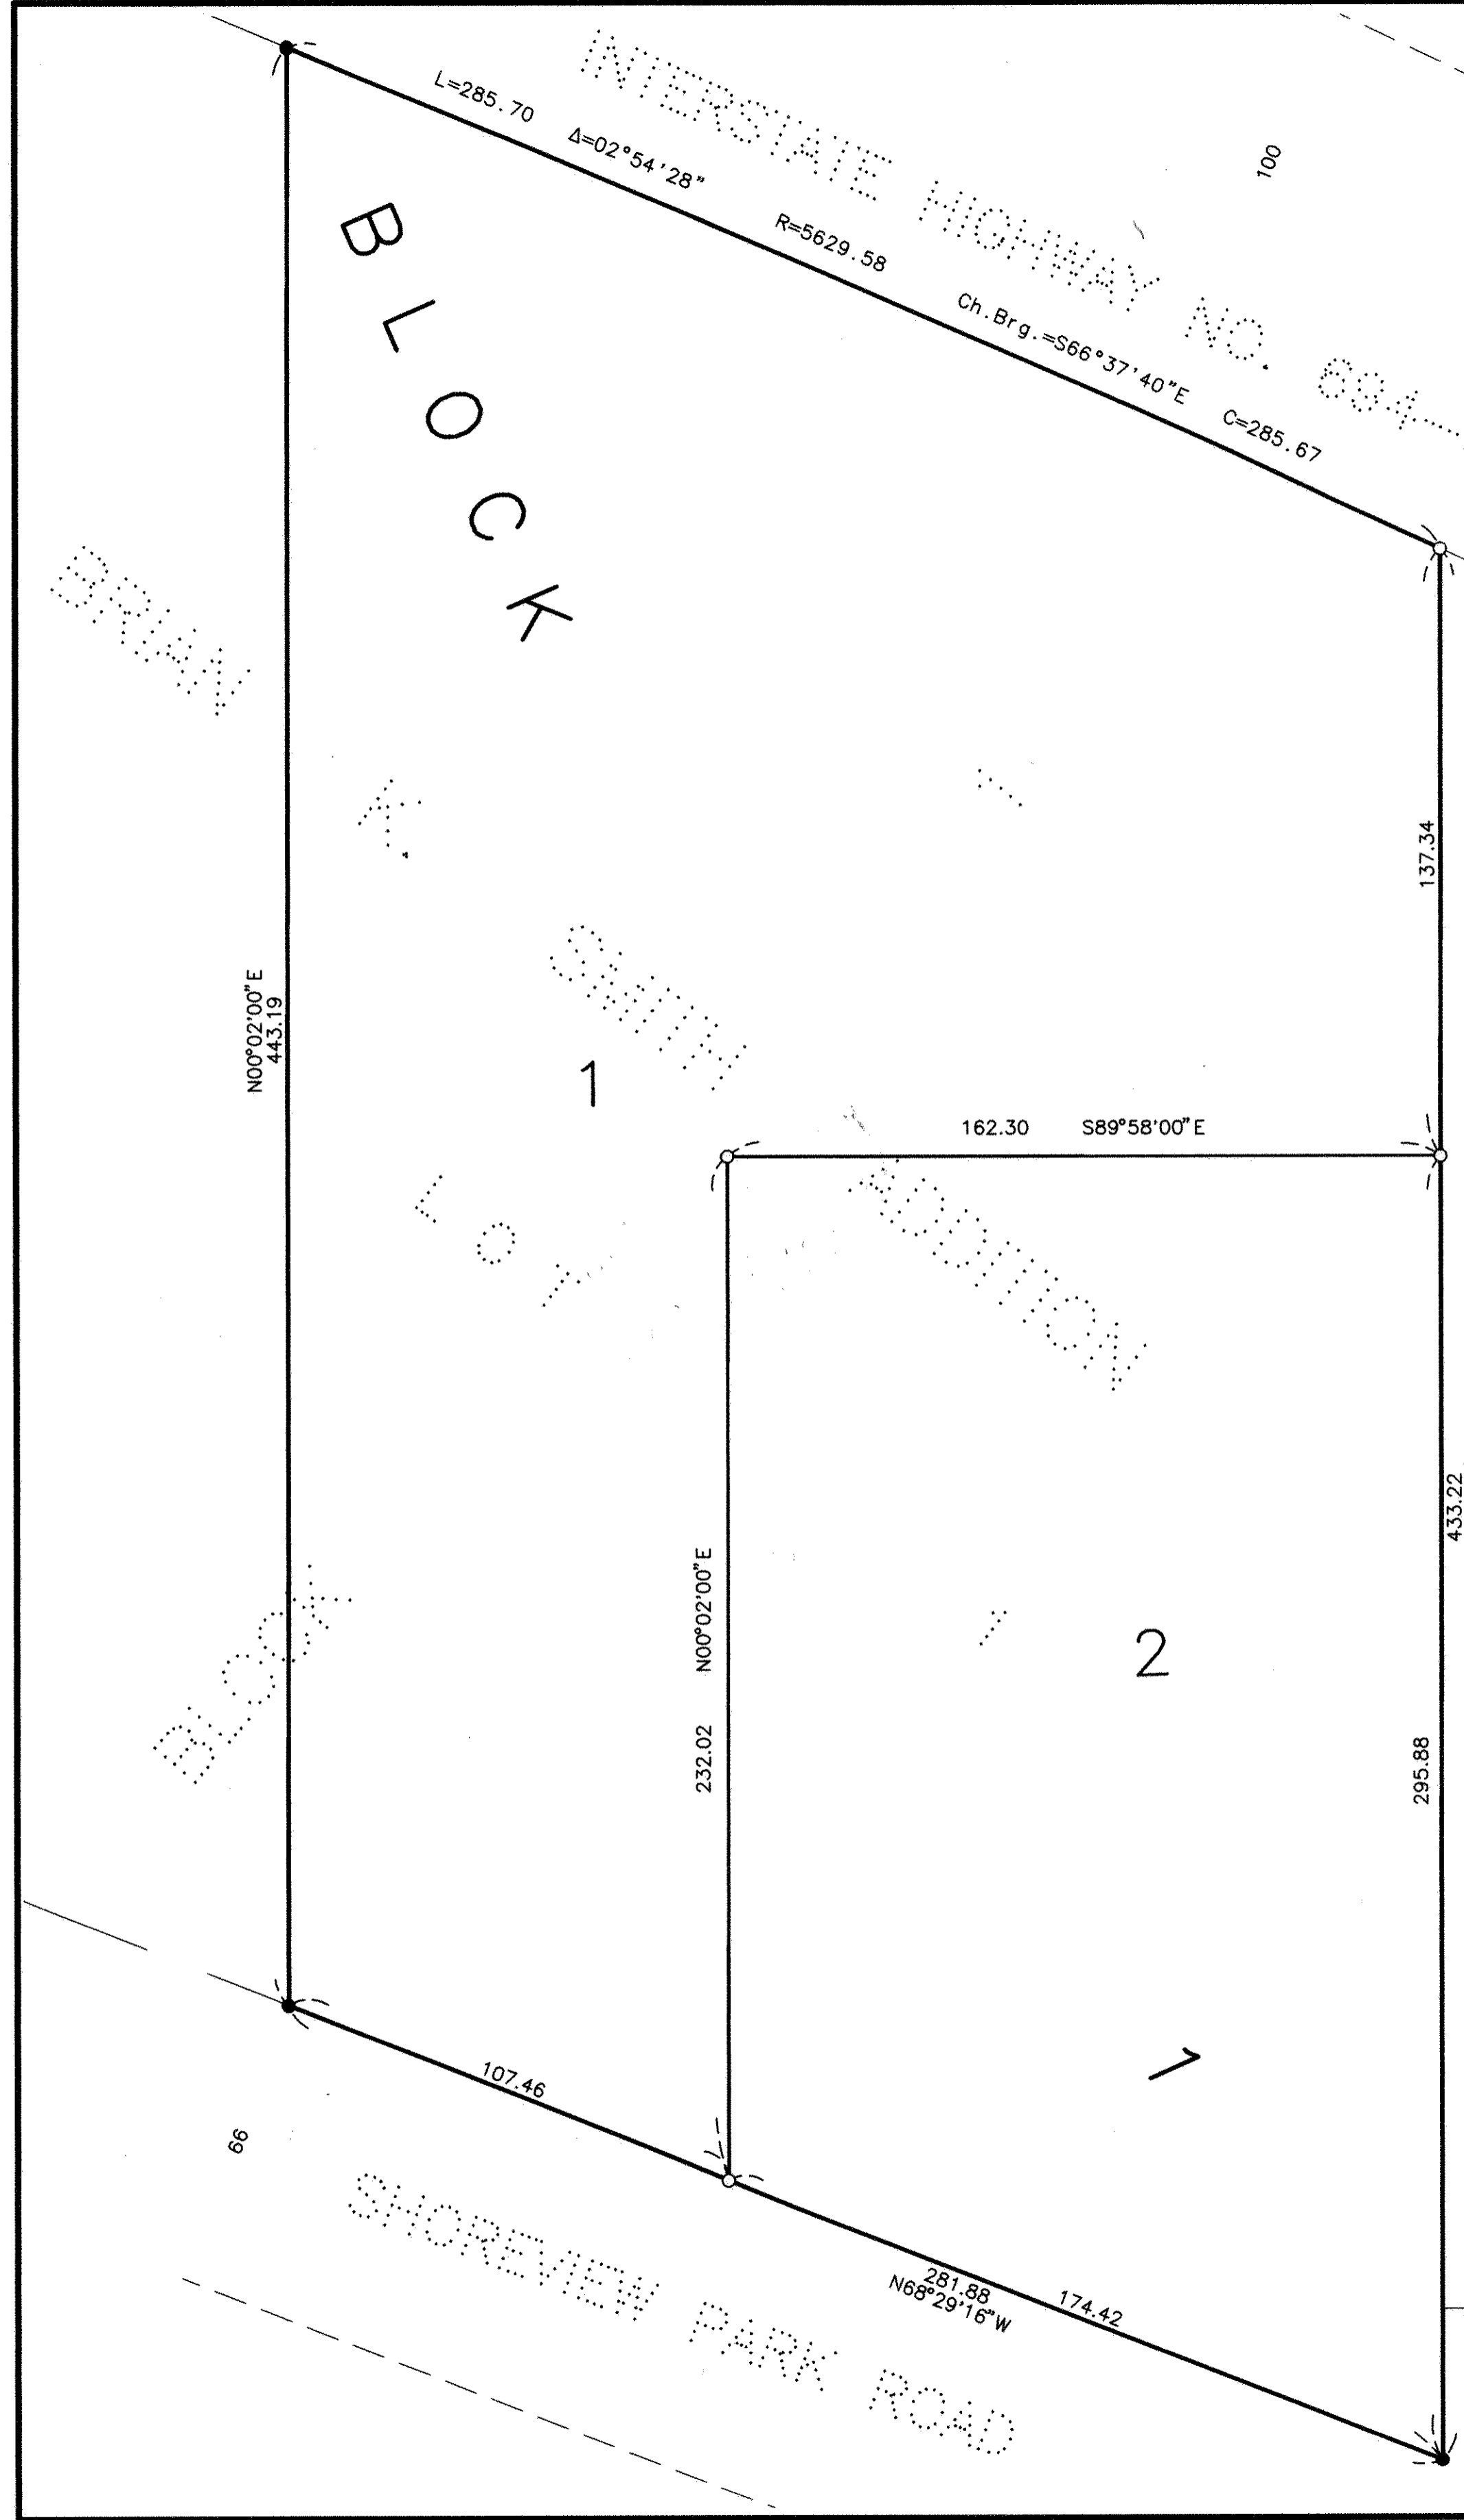 INTERSTATE HIGHWAY NO. 694
100
L=285.70 Δ=02°54'28" R=5629.58 Ch.Brg.=S66°37'40"E C=285.67
BLOCK
BRIAN K. SMITH ADDITION
1
137.34
N00°02'00"E
443.19
1
162.30 S89°58'00"E
LOT
1
433.22
232.02 N00°02'00"E
2
295.88
BLOCK
1
107.46
66
281.88
N68°29'16"W
174.42
SHOREVIEW PARK ROAD